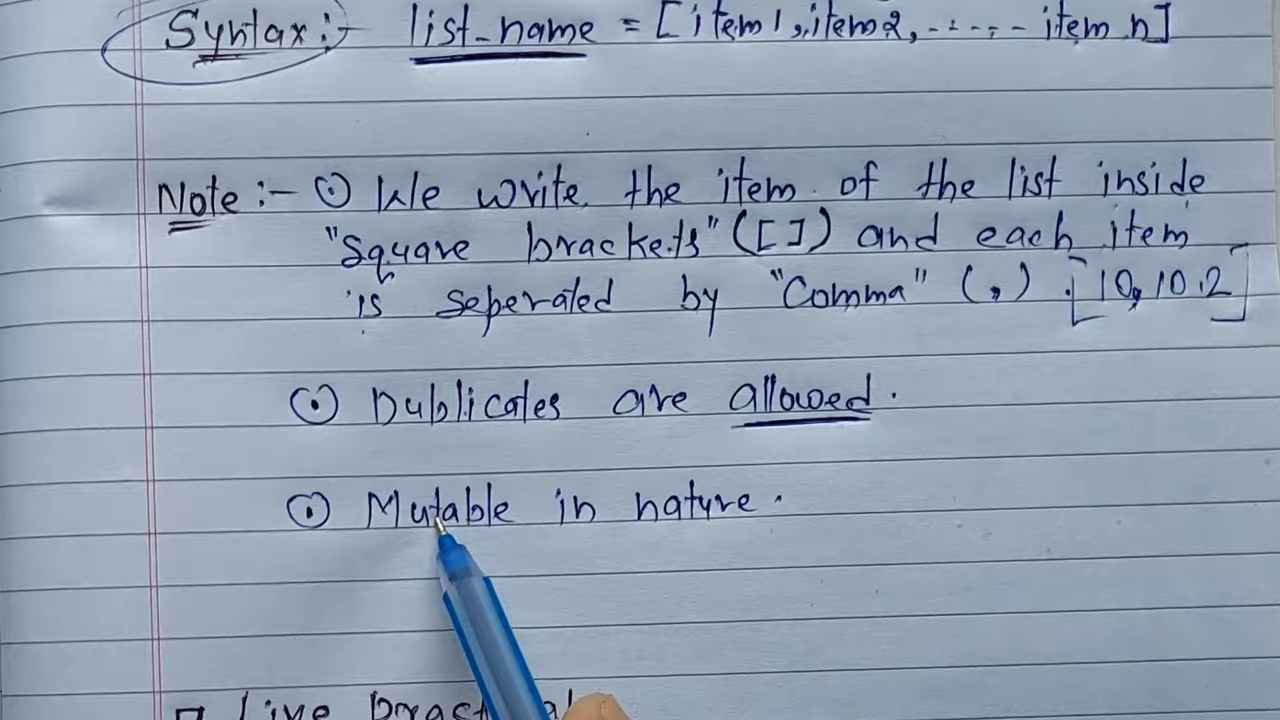 Syntax :- list_name = [item1, item2, ------ item n]
Note :- ⊙ We write the item of the list inside
"Square brackets" ([]) and each item
is seperated by "Comma" (,) . [10, 10.2]
⊙ Dublicates are allowed.
⊙ Mutable in nature.
Live